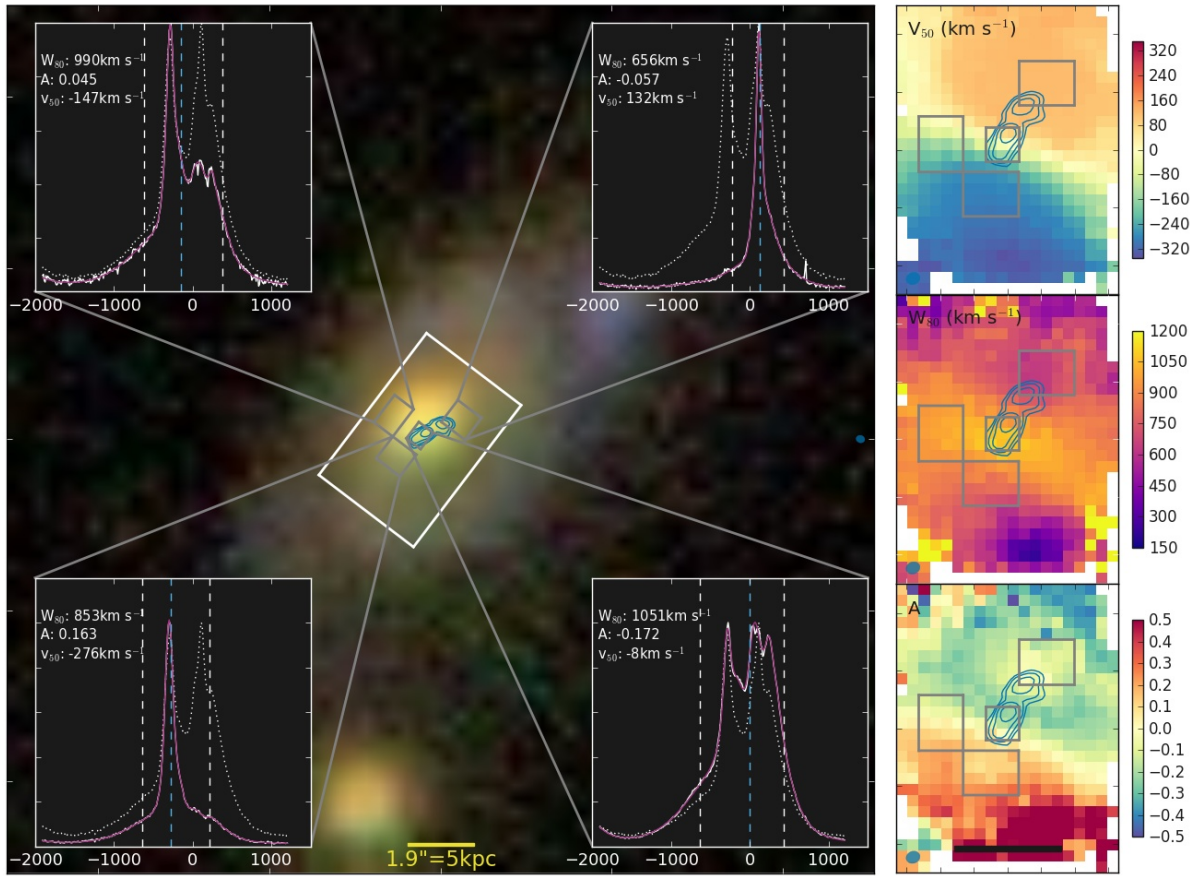 W80: 990km s−1
A: 0.045
v50: -147km s−1
−2000 −1000 0 1000
W80: 656km s−1
A: -0.057
v50: 132km s−1
−2000 −1000 0 1000
W80: 853km s−1
A: 0.163
v50: -276km s−1
−2000 −1000 0 1000
W80: 1051km s−1
A: -0.172
v50: -8km s−1
−2000 −1000 0 1000
1.9"=5kpc
V50 (km s−1)
320
240
160
80
0
−80
−160
−240
−320
W80 (km s−1)
1200
1050
900
750
600
450
300
150
A
0.5
0.4
0.3
0.2
0.1
0.0
−0.1
−0.2
−0.3
−0.4
−0.5